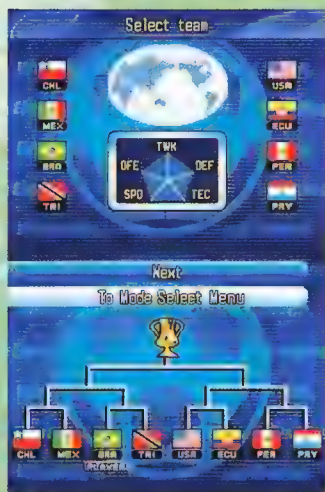 Select team
CHL
USA
MEX
ECU
BRA
PER
TRI
PRY
TWK
OFE
DEF
SPD
TEC
Next
To Mode Select Menu
CHL MEX BRA TRI USA ECU PER PRY